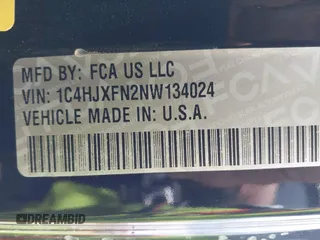 MFD BY: FCA US LLC
VIN: 1C4HJXFN2NW134024
VEHICLE MADE IN: U.S.A.
DREAMBID